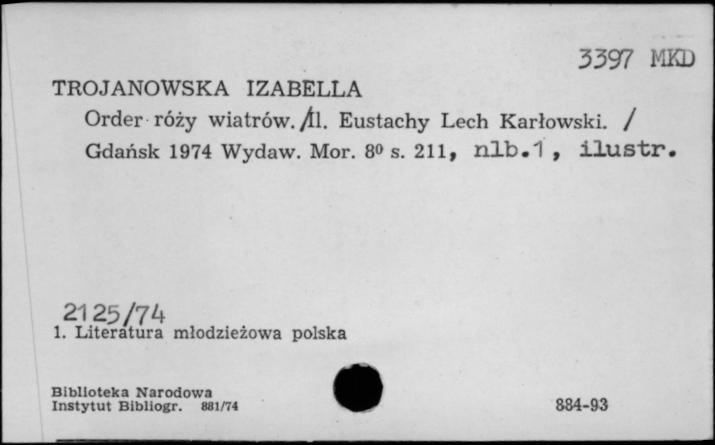 3397 MKD
TROJANOWSKA IZABELLA
Order róży wiatrów. /Il. Eustachy Lech Karłowski. /
Gdańsk 1974 Wydaw. Mor. 8⁰ s. 211, nlb.1, ilustr.
2125/74
1. Literatura młodzieżowa polska
Biblioteka Narodowa
Instytut Bibliogr. 881/74
884-93